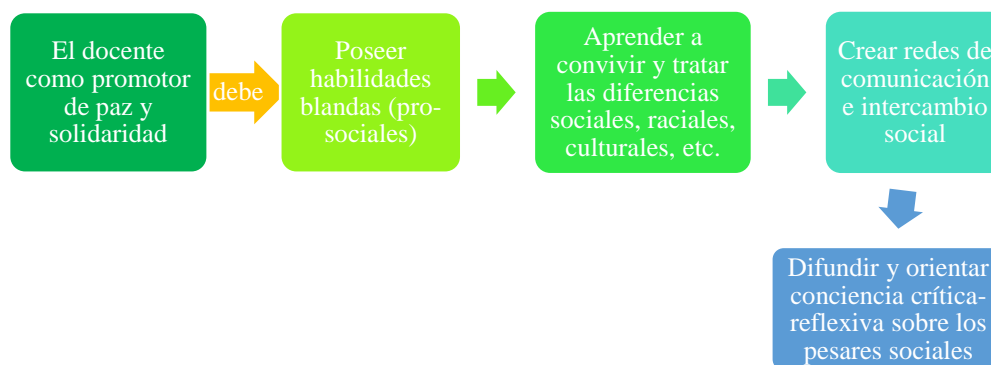 El docente
como promotor
de paz y
solidaridad
debe
Poseer
habilidades
blandas (pro-
sociales)
Aprender a
convivir y tratar
las diferencias
sociales, raciales,
culturales, etc.
Crear redes de
comunicación
e intercambio
social
Difundir y orientar
conciencia crítica-
reflexiva sobre los
pesares sociales